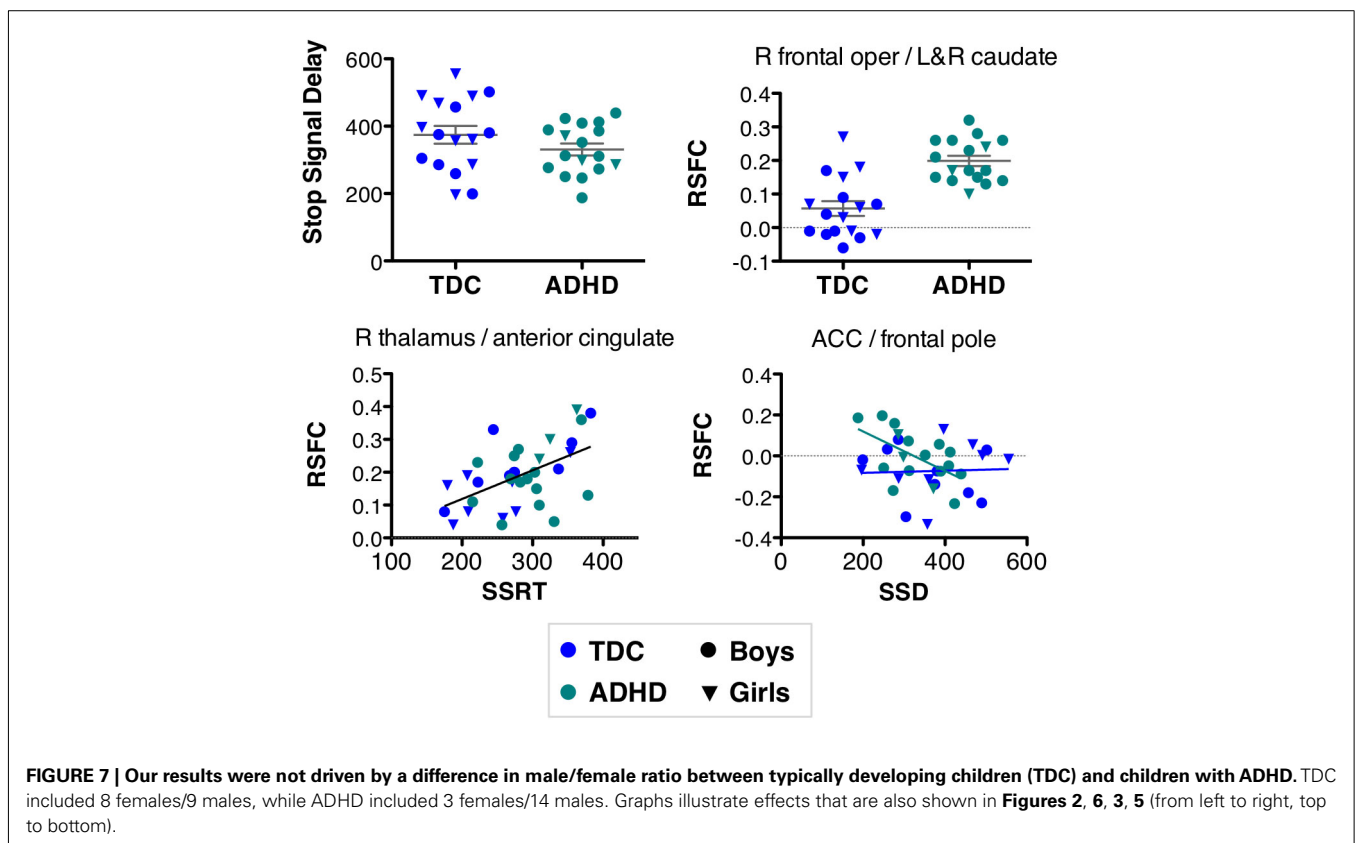 Stop Signal Delay
600
400
200
0
TDC ADHD
R frontal oper / L&R caudate
RSFC
0.4
0.3
0.2
0.1
0.0
-0.1
TDC ADHD
R thalamus / anterior cingulate
RSFC
0.5
0.4
0.3
0.2
0.1
0.0
100 200 300 400
SSRT
ACC / frontal pole
RSFC
0.4
0.2
0.0
-0.2
-0.4
0 200 400 600
SSD
TDC Boys
ADHD Girls
FIGURE 7 | Our results were not driven by a difference in male/female ratio between typically developing children (TDC) and children with ADHD. TDC
included 8 females/9 males, while ADHD included 3 females/14 males. Graphs illustrate effects that are also shown in Figures 2, 6, 3, 5 (from left to right, top
to bottom).